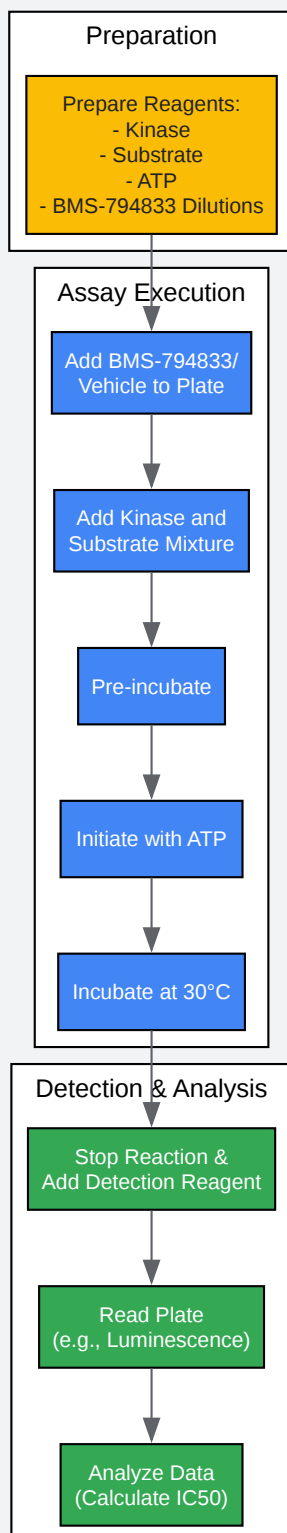 Preparation
Prepare Reagents:
- Kinase
- Substrate
- ATP
- BMS-794833 Dilutions
Assay Execution
Add BMS-794833/
Vehicle to Plate
Add Kinase and
Substrate Mixture
Pre-incubate
Initiate with ATP
Incubate at 30°C
Detection & Analysis
Stop Reaction &
Add Detection Reagent
Read Plate
(e.g., Luminescence)
Analyze Data
(Calculate IC50)